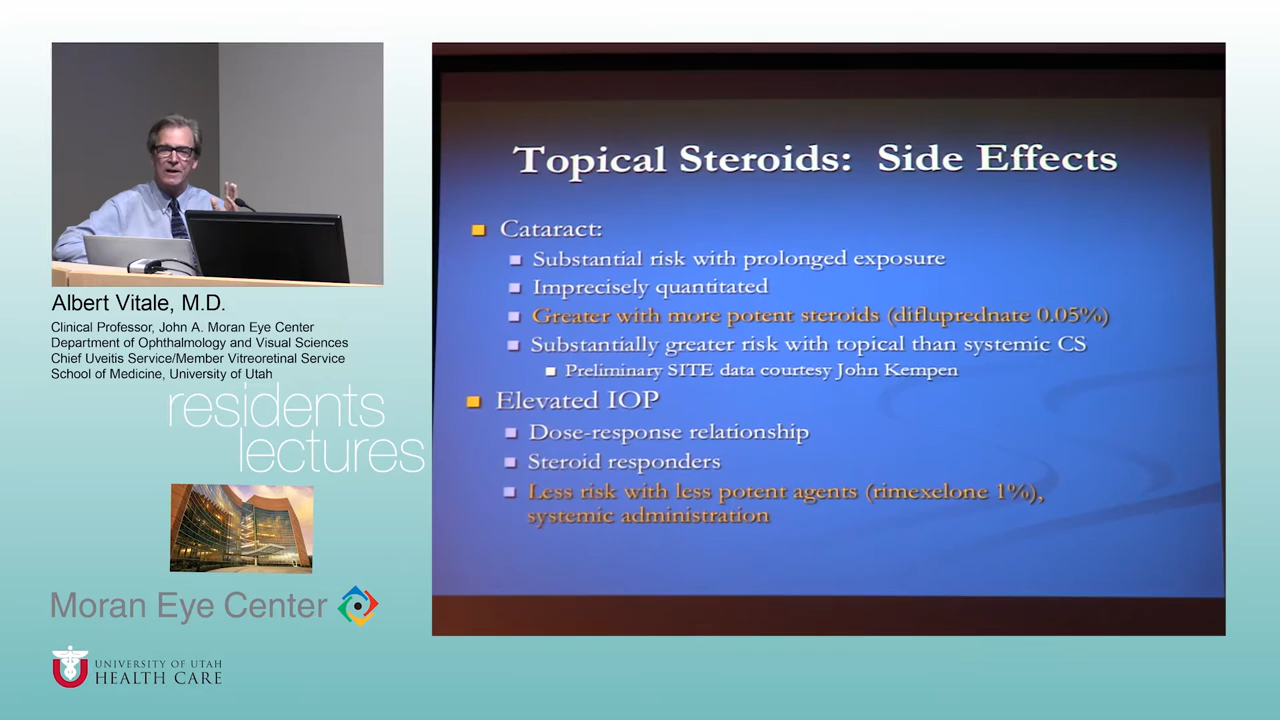 Albert Vitale, M.D.
Clinical Professor, John A. Moran Eye Center
Department of Ophthalmology and Visual Sciences
Chief Uveitis Service/Member Vitreoretinal Service
School of Medicine, University of Utah
residents
lectures
Moran Eye Center
UNIVERSITY OF UTAH
HEALTH CARE
Topical Steroids: Side Effects
Cataract:
Substantial risk with prolonged exposure
Imprecisely quantitated
Greater with more potent steroids (difluprednate 0.05%)
Substantially greater risk with topical than systemic CS
Preliminary SITE data courtesy John Kempen
Elevated IOP
Dose-response relationship
Steroid responders
Less risk with less potent agents (rimexelone 1%),
systemic administration